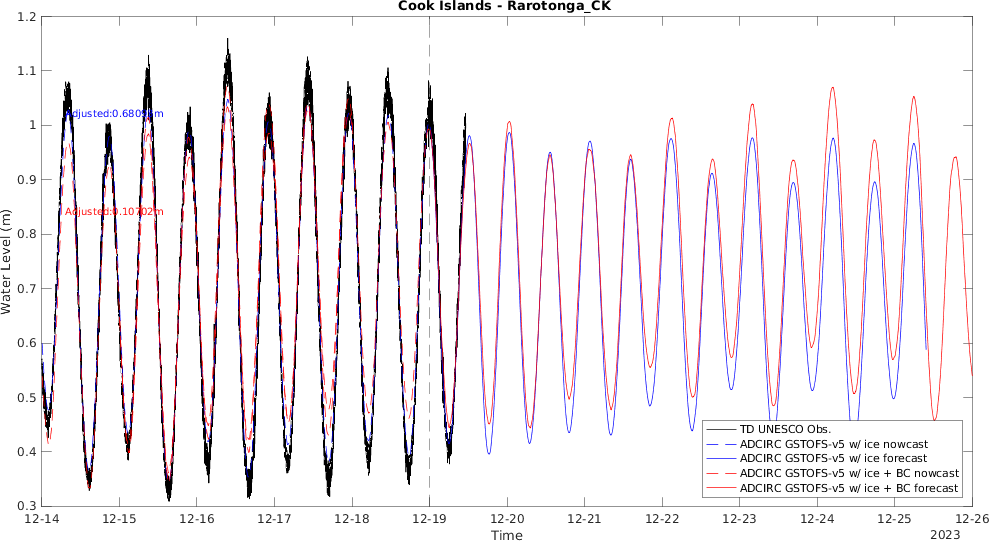 Cook Islands - Rarotonga_CK
1.2
1.1
1
0.9
0.8
0.7
0.6
0.5
0.4
0.3
Water Level (m)
Adjusted:0.10702m
TD UNESCO Obs.
ADCIRC GSTOFS-v5 w/ ice nowcast
ADCIRC GSTOFS-v5 w/ ice forecast
ADCIRC GSTOFS-v5 w/ ice + BC nowcast
ADCIRC GSTOFS-v5 w/ ice + BC forecast
12-14 12-15 12-16 12-17 12-18 12-19 12-20 12-21 12-22 12-23 12-24 12-25 12-26
Time
2023